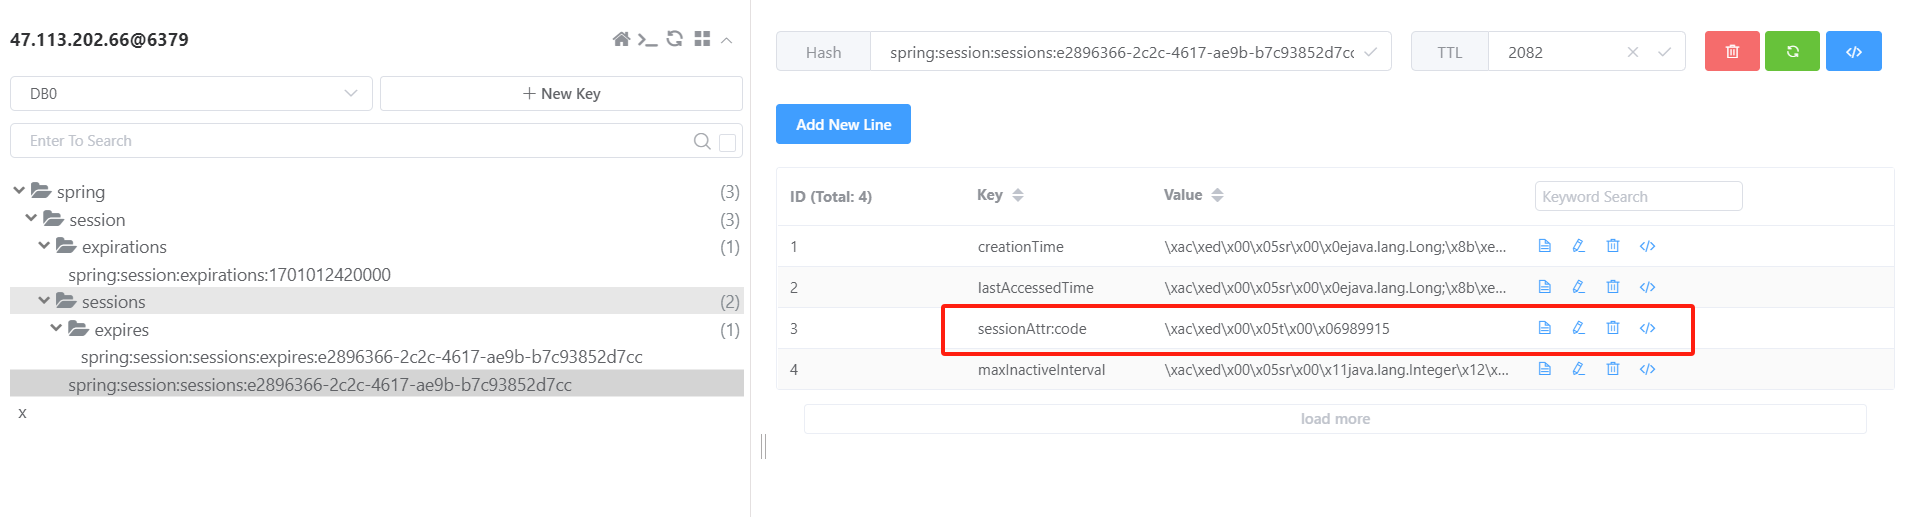 47.113.202.66@6379
DB0
+ New Key
Enter To Search
spring (3)
session (3)
expirations (1)
spring:session:expirations:1701012420000
sessions (2)
expires (1)
spring:session:sessions:expires:e2896366-2c2c-4617-ae9b-b7c93852d7cc
spring:session:sessions:e2896366-2c2c-4617-ae9b-b7c93852d7cc
x
Hash spring:session:sessions:e2896366-2c2c-4617-ae9b-b7c93852d7cc TTL 2082
Add New Line
ID (Total: 4) Key Value Keyword Search
1 creationTime \xac\xed\x00\x05sr\x00\x0ejava.lang.Long;\x8b\xe...
2 lastAccessedTime \xac\xed\x00\x05sr\x00\x0ejava.lang.Long;\x8b\xe...
3 sessionAttr:code \xac\xed\x00\x05t\x00\x06989915
4 maxInactiveInterval \xac\xed\x00\x05sr\x00\x11java.lang.Integer\x12\x...
load more